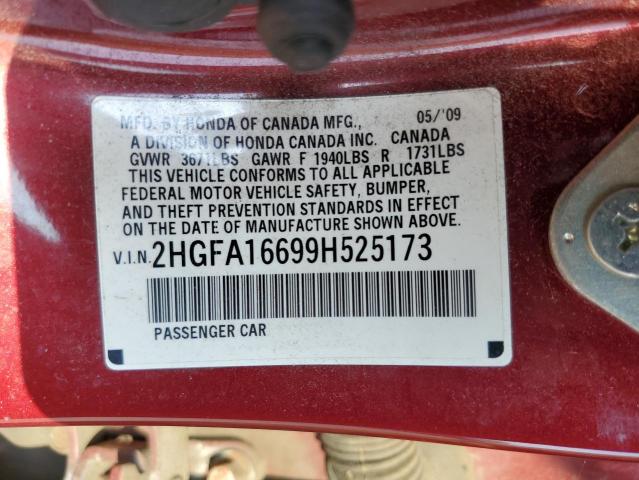 MFD. BY HONDA OF CANADA MFG., 05/'09
A DIVISION OF HONDA CANADA INC. CANADA
GVWR 3671LBS GAWR F 1940LBS R 1731LBS
THIS VEHICLE CONFORMS TO ALL APPLICABLE
FEDERAL MOTOR VEHICLE SAFETY, BUMPER,
AND THEFT PREVENTION STANDARDS IN EFFECT
ON THE DATE OF MANUFACTURE SHOWN ABOVE.
V.I.N. 2HGFA16699H525173
PASSENGER CAR